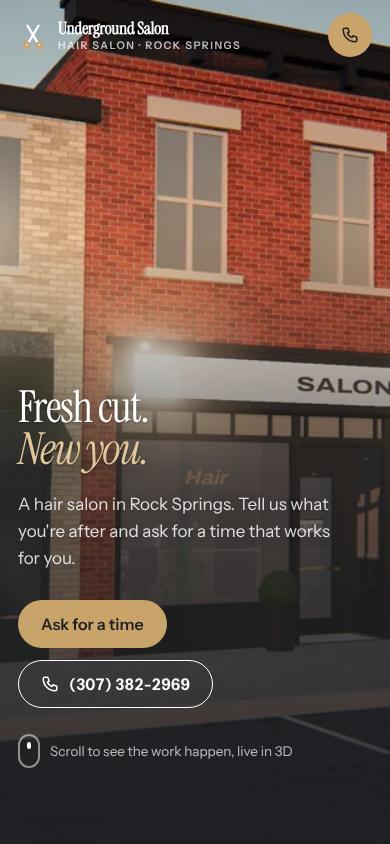 Underground Salon
HAIR SALON · ROCK SPRINGS
SALON
Fresh cut.
New you.
Hair
A hair salon in Rock Springs. Tell us what
you're after and ask for a time that works
for you.
Ask for a time
(307) 382-2969
Scroll to see the work happen, live in 3D